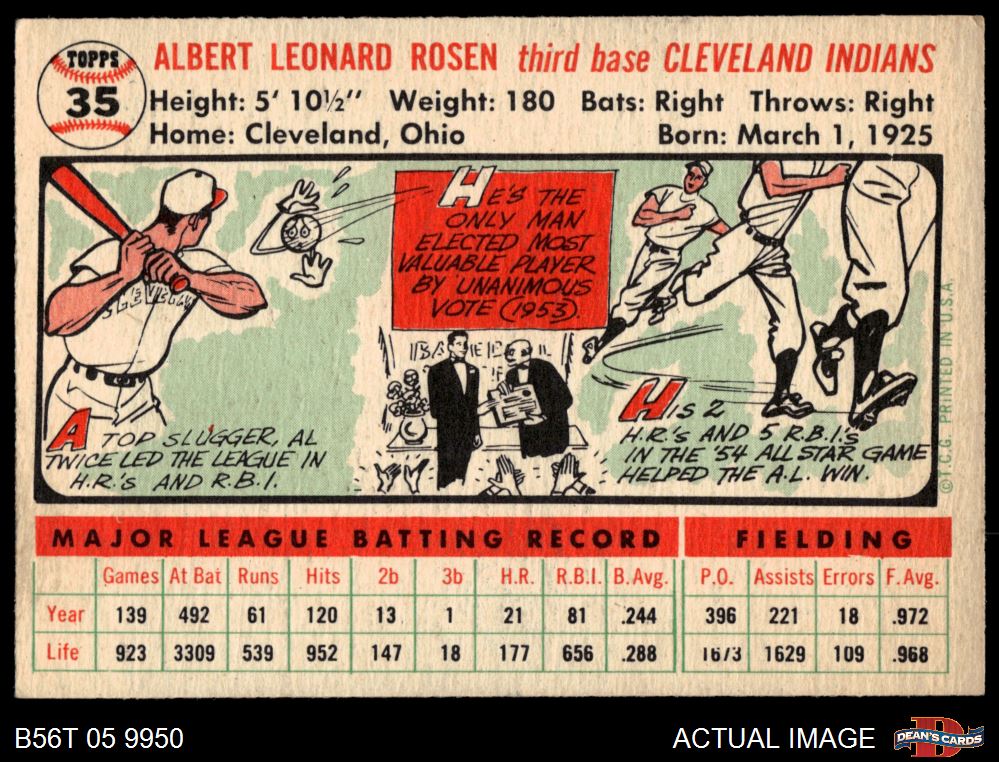 TOPPS
35
ALBERT LEONARD ROSEN third base CLEVELAND INDIANS
Height: 5' 10½" Weight: 180 Bats: Right Throws: Right
Home: Cleveland, Ohio Born: March 1, 1925
A TOP SLUGGER, AL
TWICE LED THE LEAGUE IN
H.R.'s AND R.B.I.
HE'S THE
ONLY MAN
ELECTED MOST
VALUABLE PLAYER
BY UNANIMOUS
VOTE (1953).
HIS 2
H.R.'s AND 5 R.B.I.'s
IN THE '54 ALL STAR GAME
HELPED THE A.L. WIN.
© T.C.G. PRINTED IN U.S.A.
MAJOR LEAGUE BATTING RECORD FIELDING
Games At Bat Runs Hits 2b 3b H.R. R.B.I. B.Avg. P.O. Assists Errors F.Avg.
Year 139 492 61 120 13 1 21 81 .244 396 221 18 .972
Life 923 3309 539 952 147 18 177 656 .288 1673 1629 109 .968
B56T 05 9950 ACTUAL IMAGE DEAN'S CARDS